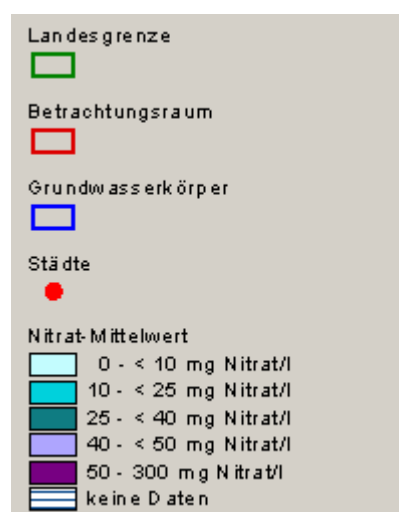 Landesgrenze
Betrachtungsraum
Grundwasserkörper
Städte
Nitrat-Mittelwert
0 - < 10 mg Nitrat/l
10 - < 25 mg Nitrat/l
25 - < 40 mg Nitrat/l
40 - < 50 mg Nitrat/l
50 - 300 mg Nitrat/l
keine Daten